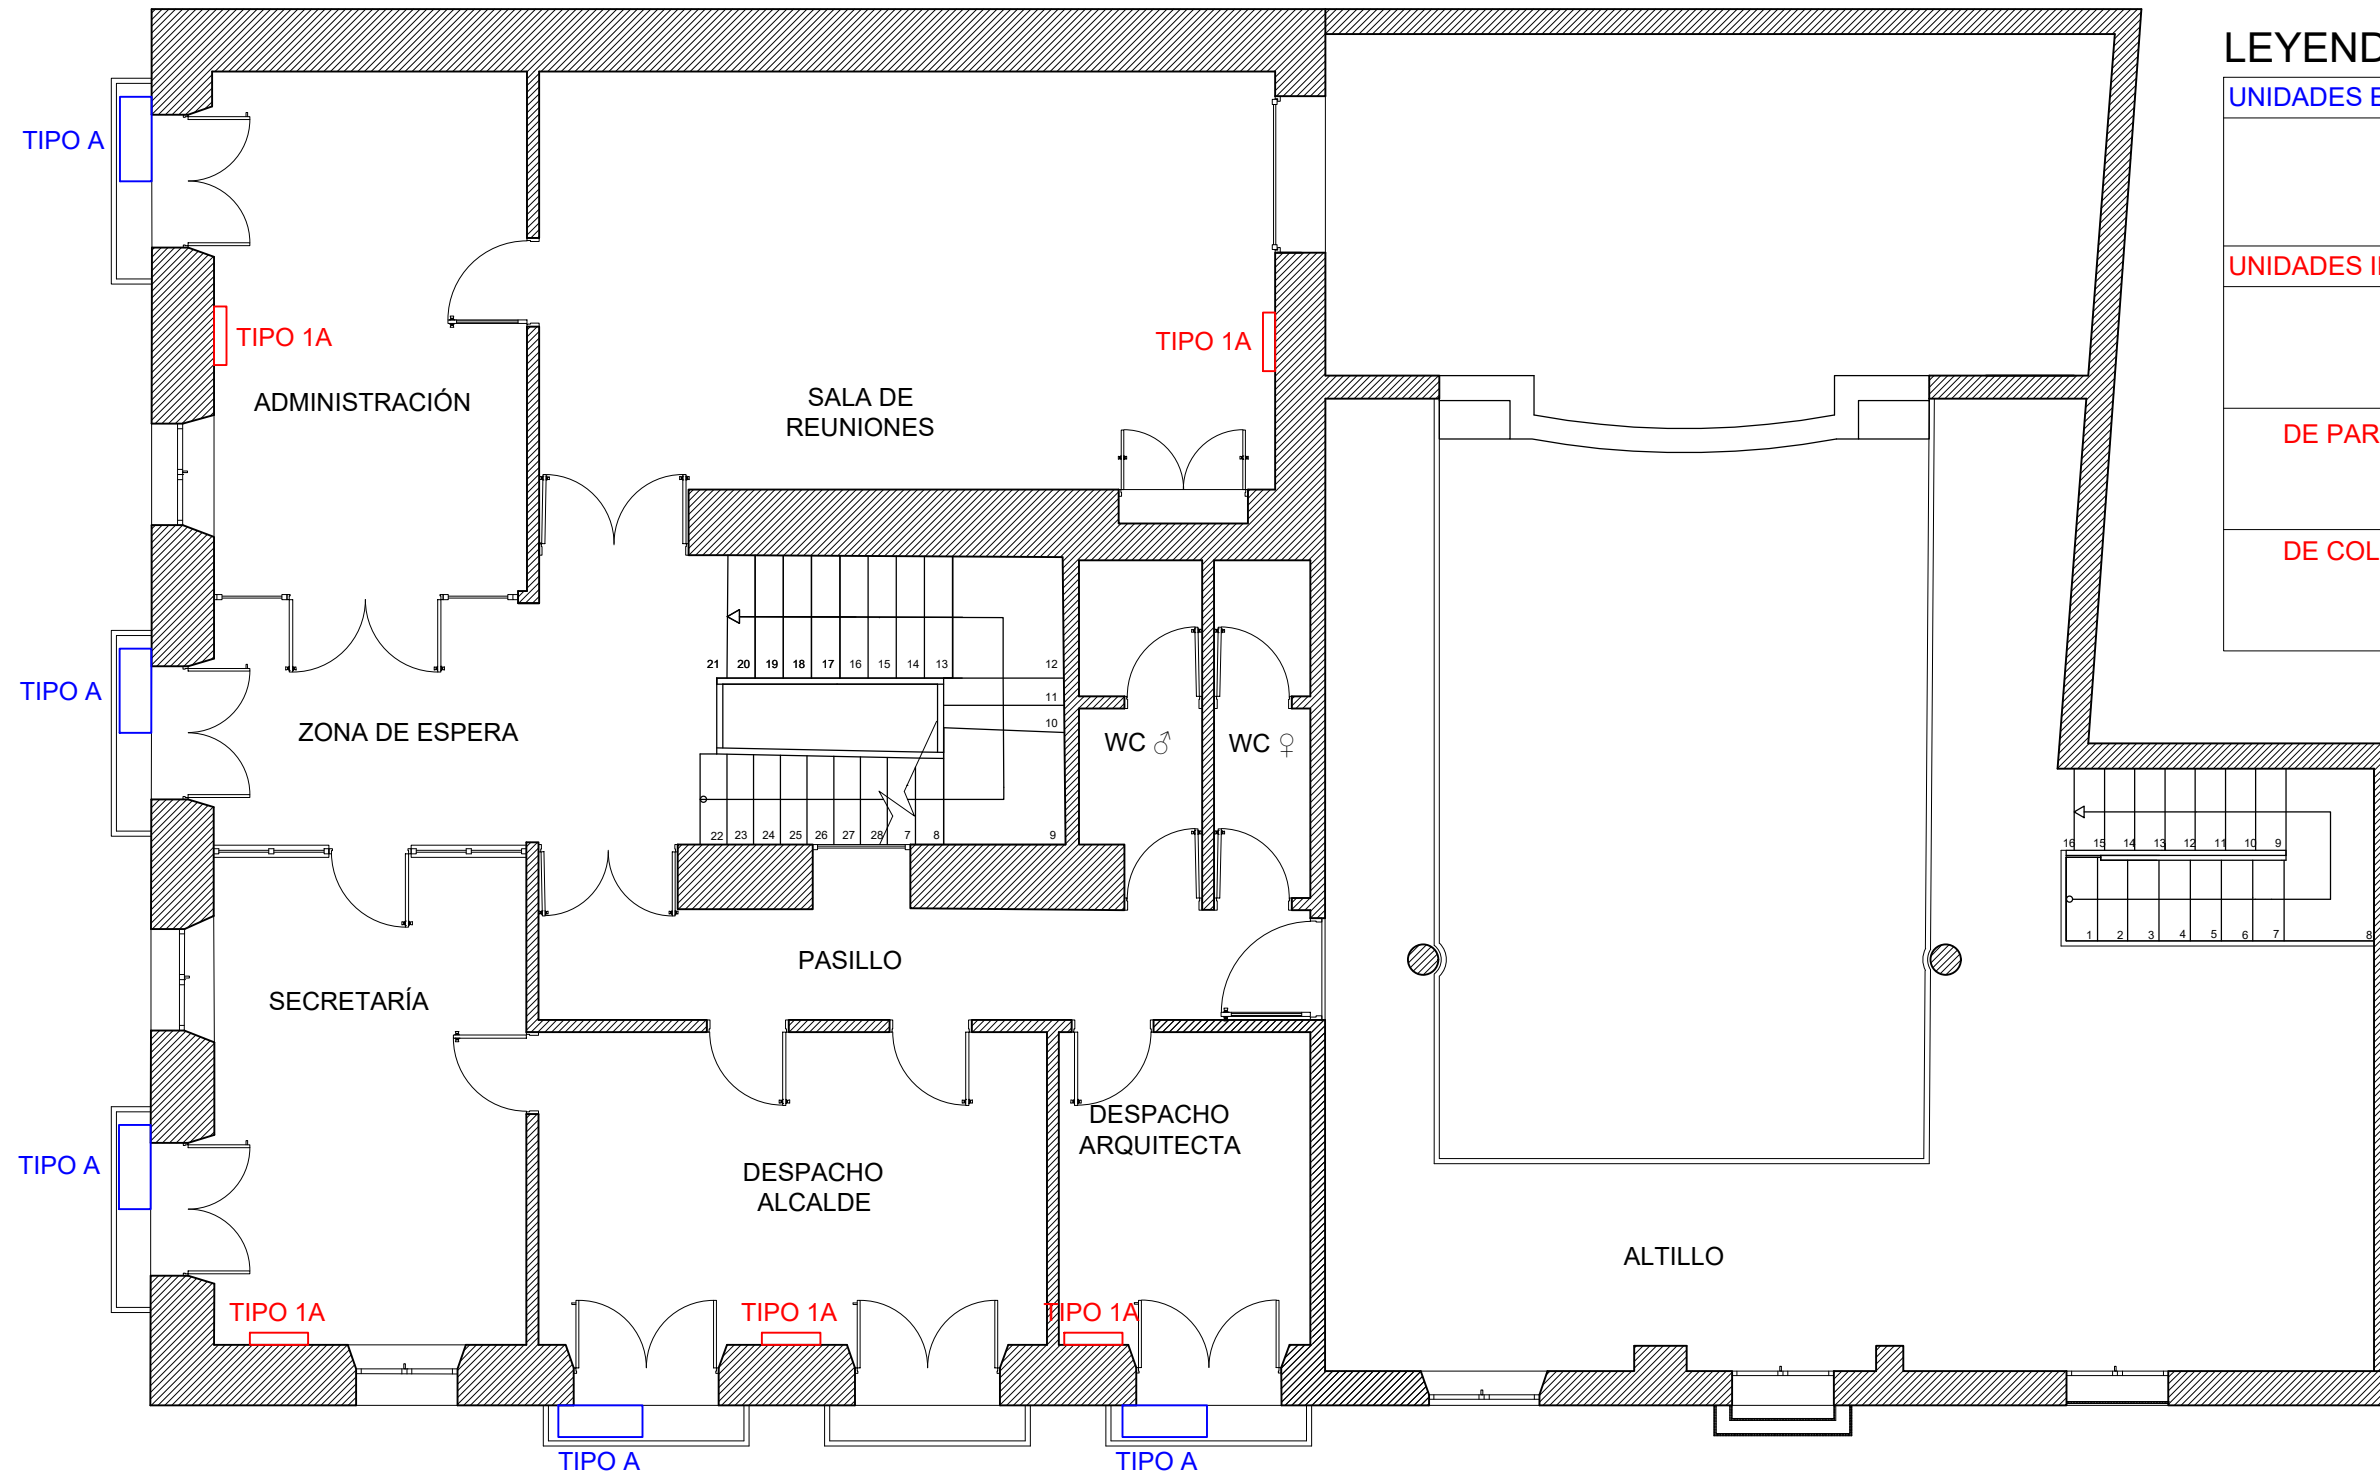 LEYEND
UNIDADES E
TIPO A
UNIDADES I
TIPO 1A
TIPO 1A
ADMINISTRACIÓN
SALA DE
REUNIONES
DE PAR
DE COL
21 20 19 18 17 16 15 14 13 12
11
10
TIPO A
ZONA DE ESPERA
WC ♂
WC ♀
22 23 24 25 26 27 28 7 8 9
16 15 14 13 12 11 10 9
1 2 3 4 5 6 7 8
PASILLO
SECRETARÍA
DESPACHO
ARQUITECTA
TIPO A
DESPACHO
ALCALDE
ALTILLO
TIPO 1A
TIPO 1A
TIPO 1A
TIPO A
TIPO A